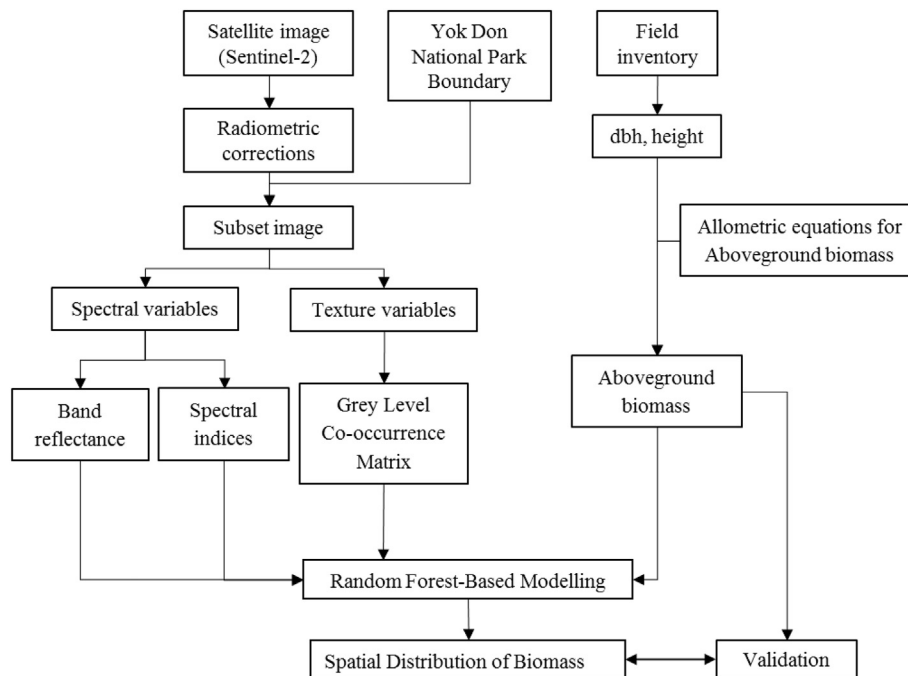 Satellite image
(Sentinel-2)
Yok Don
National Park
Boundary
Field
inventory
Radiometric
corrections
dbh, height
Subset image
Allometric equations for
Aboveground biomass
Spectral variables
Texture variables
Band
reflectance
Spectral
indices
Grey Level
Co-occurrence
Matrix
Aboveground
biomass
Random Forest-Based Modelling
Spatial Distribution of Biomass
Validation